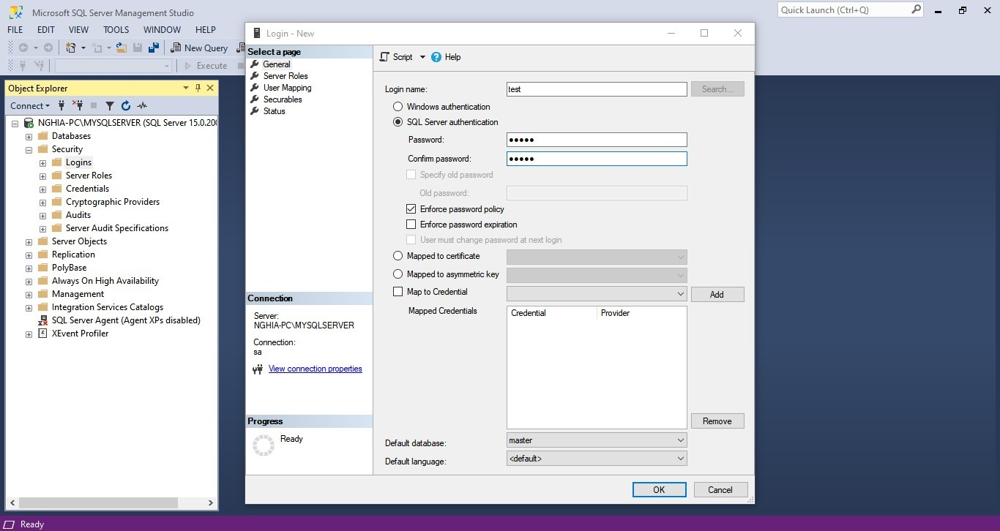 Microsoft SQL Server Management Studio
Quick Launch (Ctrl+Q)
FILE EDIT VIEW TOOLS WINDOW HELP
New Query
Execute
Object Explorer
Connect
NGHIA-PC\MYSQLSERVER (SQL Server 15.0.200
Databases
Security
Logins
Server Roles
Credentials
Cryptographic Providers
Audits
Server Audit Specifications
Server Objects
Replication
PolyBase
Always On High Availability
Management
Integration Services Catalogs
SQL Server Agent (Agent XPs disabled)
XEvent Profiler
Login - New
Select a page
General
Server Roles
User Mapping
Securables
Status
Connection
Server:
NGHIA-PC\MYSQLSERVER
Connection:
sa
View connection properties
Progress
Ready
Script Help
Login name: test Search...
Windows authentication
SQL Server authentication
Password: ●●●●●
Confirm password: ●●●●●
Specify old password
Old password:
Enforce password policy
Enforce password expiration
User must change password at next login
Mapped to certificate
Mapped to asymmetric key
Map to Credential Add
Mapped Credentials Credential Provider
Remove
Default database: master
Default language: <default>
OK Cancel
Ready